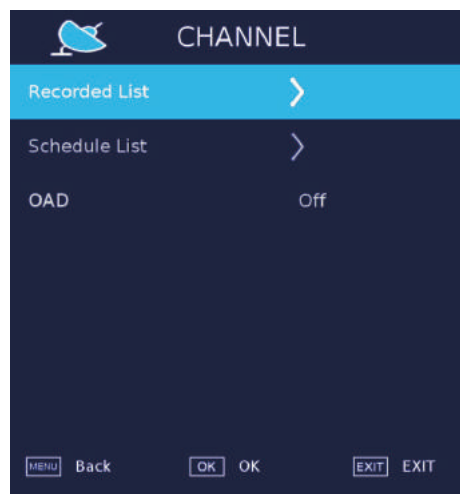 CHANNEL
Recorded List
Schedule List
OAD Off
MENU Back OK OK EXIT EXIT